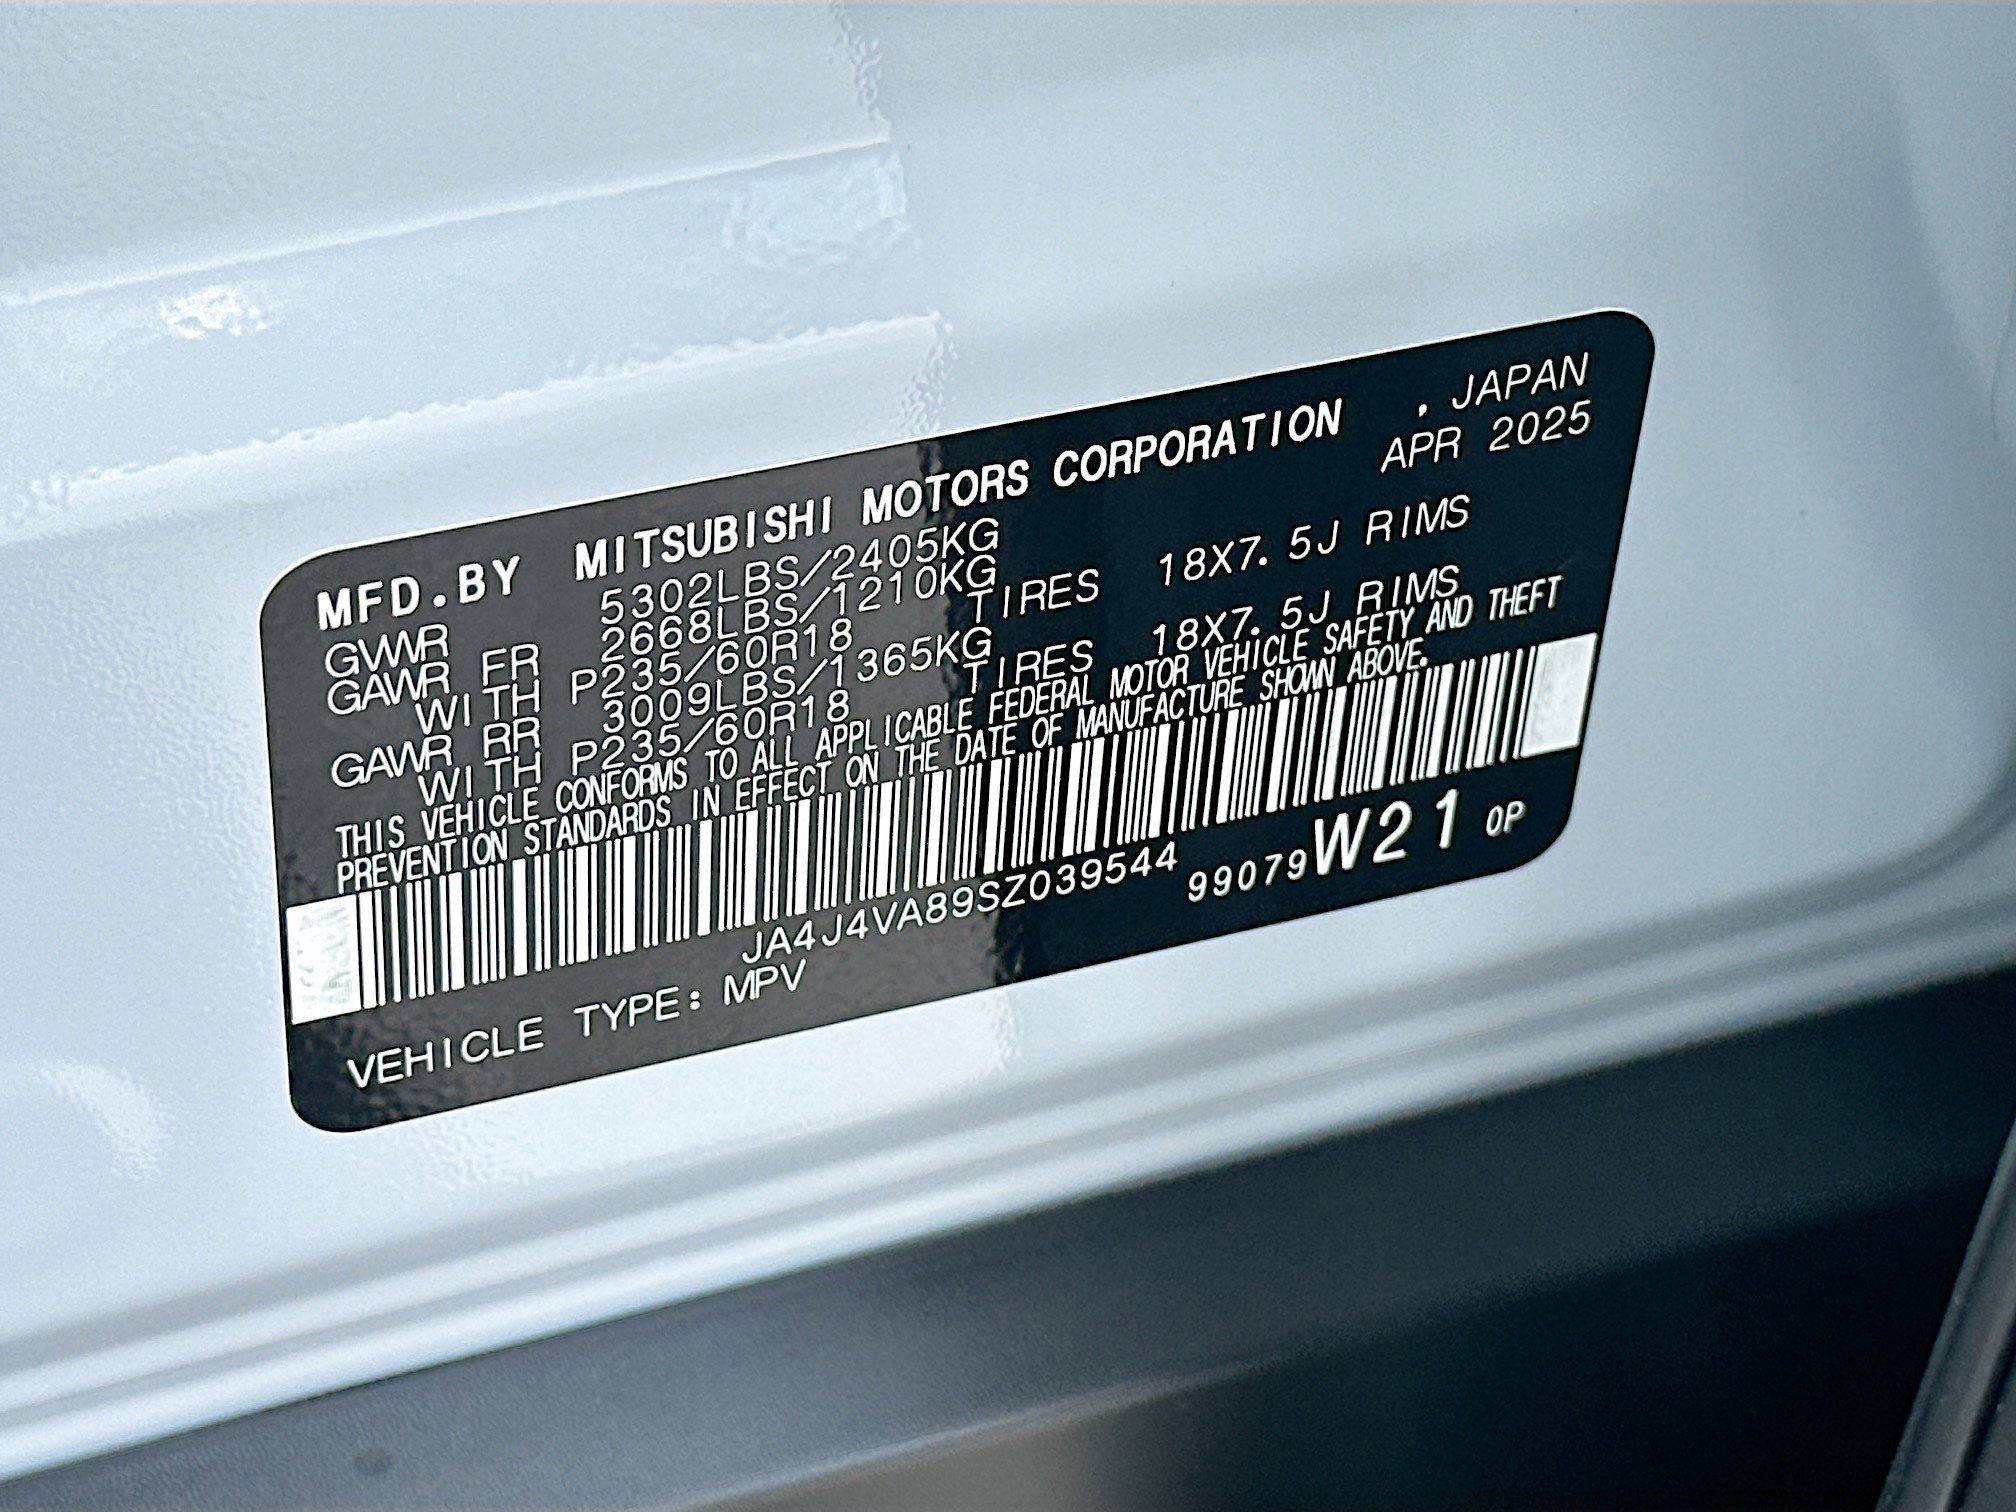 MFD.BY MITSUBISHI MOTORS CORPORATION . JAPAN
APR 2025
GVWR 5302LBS/2405KG
GAWR FR 2668LBS/1210KG
WITH P235/60R18 TIRES 18X7.5J RIMS
GAWR RR 3009LBS/1365KG
WITH P235/60R18 TIRES 18X7.5J RIMS
THIS VEHICLE CONFORMS TO ALL APPLICABLE FEDERAL MOTOR VEHICLE SAFETY AND THEFT
PREVENTION STANDARDS IN EFFECT ON THE DATE OF MANUFACTURE SHOWN ABOVE.
JA4J4VA89SZ039544 99079W21 0P
VEHICLE TYPE: MPV